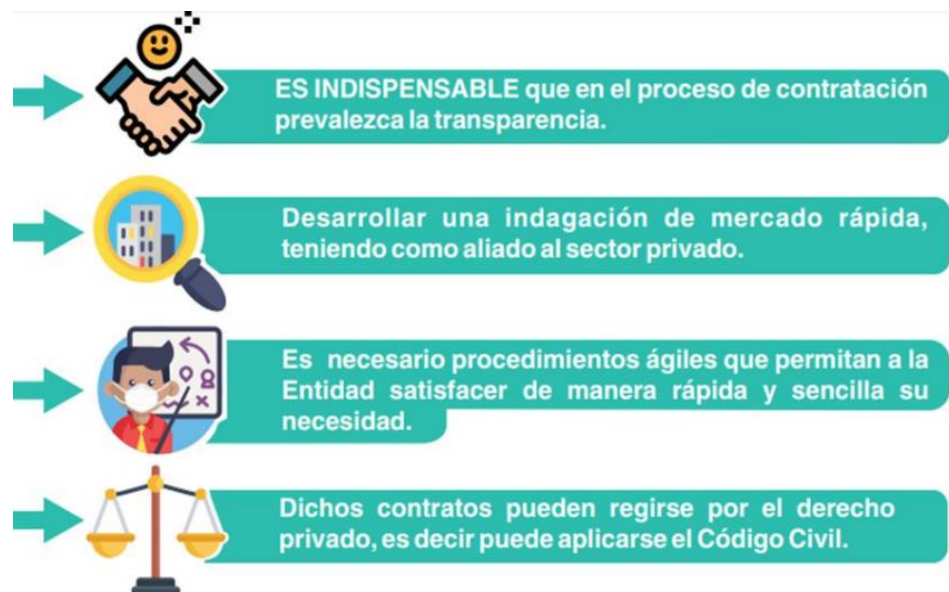 ES INDISPENSABLE que en el proceso de contratación
prevalezca la transparencia.
Desarrollar una indagación de mercado rápida,
teniendo como aliado al sector privado.
Es necesario procedimientos ágiles que permitan a la
Entidad satisfacer de manera rápida y sencilla su
necesidad.
Dichos contratos pueden regirse por el derecho
privado, es decir puede aplicarse el Código Civil.